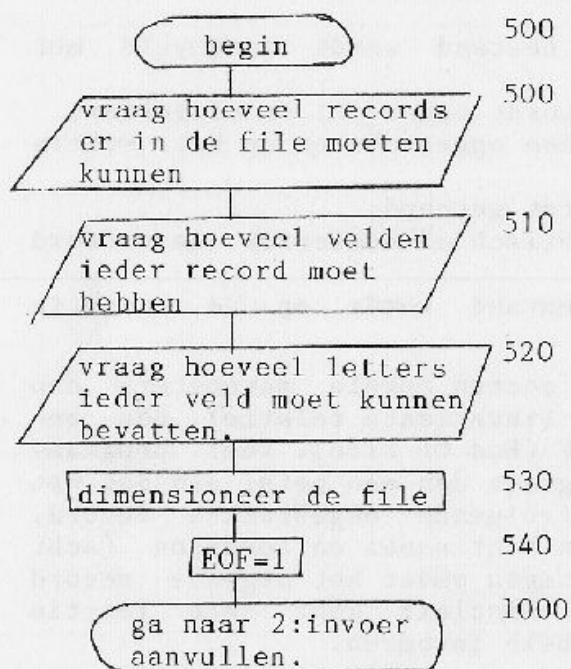 500
begin
500
vraag hoeveel records
er in de file moeten
kunnen
510
vraag hoeveel velden
ieder record moet
hebben
520
vraag hoeveel letters
ieder veld moet kunnen
bevatten.
530
dimensioneer de file
540
EOF=1
1000
ga naar 2:invoer
aanvullen.